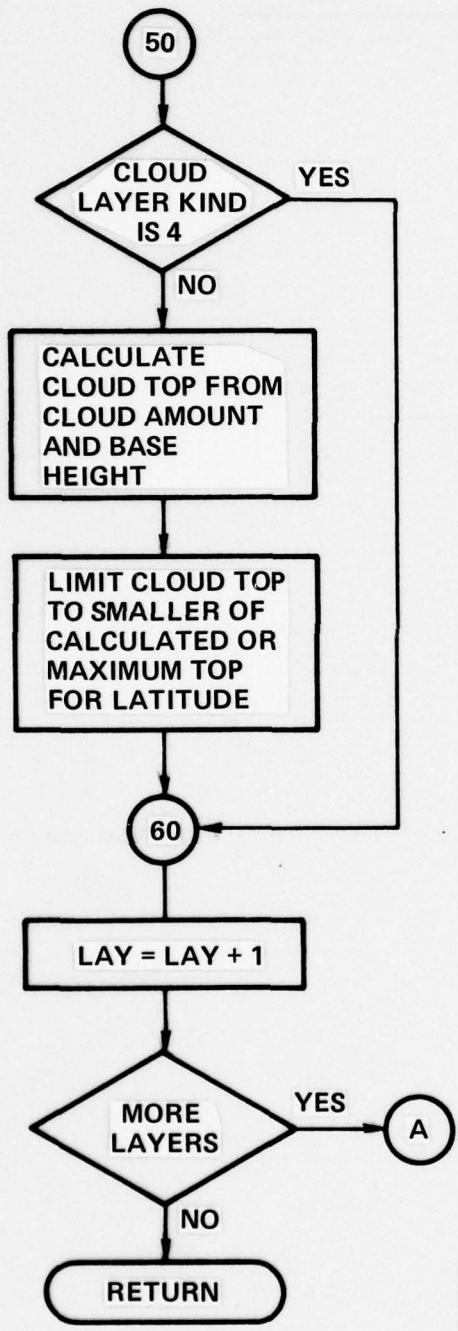 50
CLOUD
LAYER KIND
IS 4
YES
NO
CALCULATE
CLOUD TOP FROM
CLOUD AMOUNT
AND BASE
HEIGHT
LIMIT CLOUD TOP
TO SMALLER OF
CALCULATED OR
MAXIMUM TOP
FOR LATITUDE
60
LAY = LAY + 1
MORE
LAYERS
YES
A
NO
RETURN